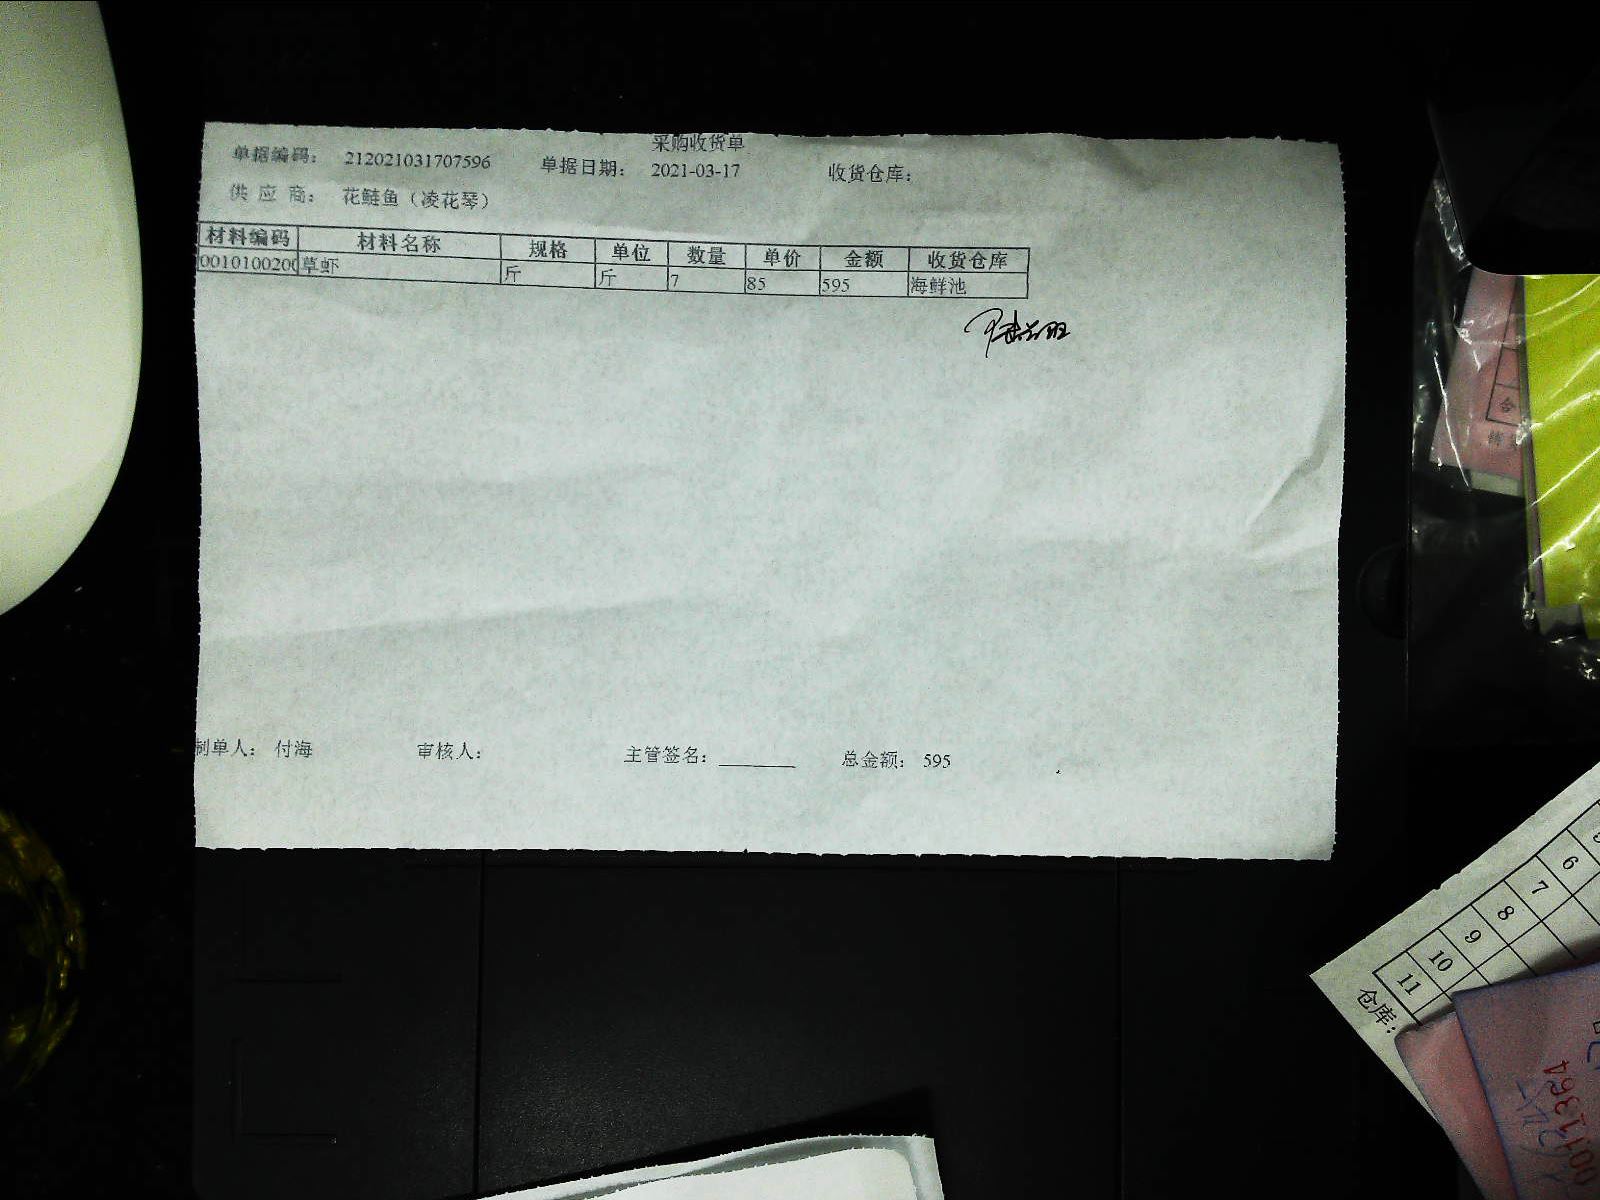 采购收货单
单据编码： 212021031707596 单据日期： 2021-03-17 收货仓库：
供 应 商： 花鲢鱼（凌花琴）
材料编码 材料名称 规格 单位 数量 单价 金额 收货仓库
0010100200 草虾 斤 斤 7 85 595 海鲜池
制单人： 付海 审核人： 主管签名： 总金额： 595
6
7
8
9
10
11
仓库：
0011364